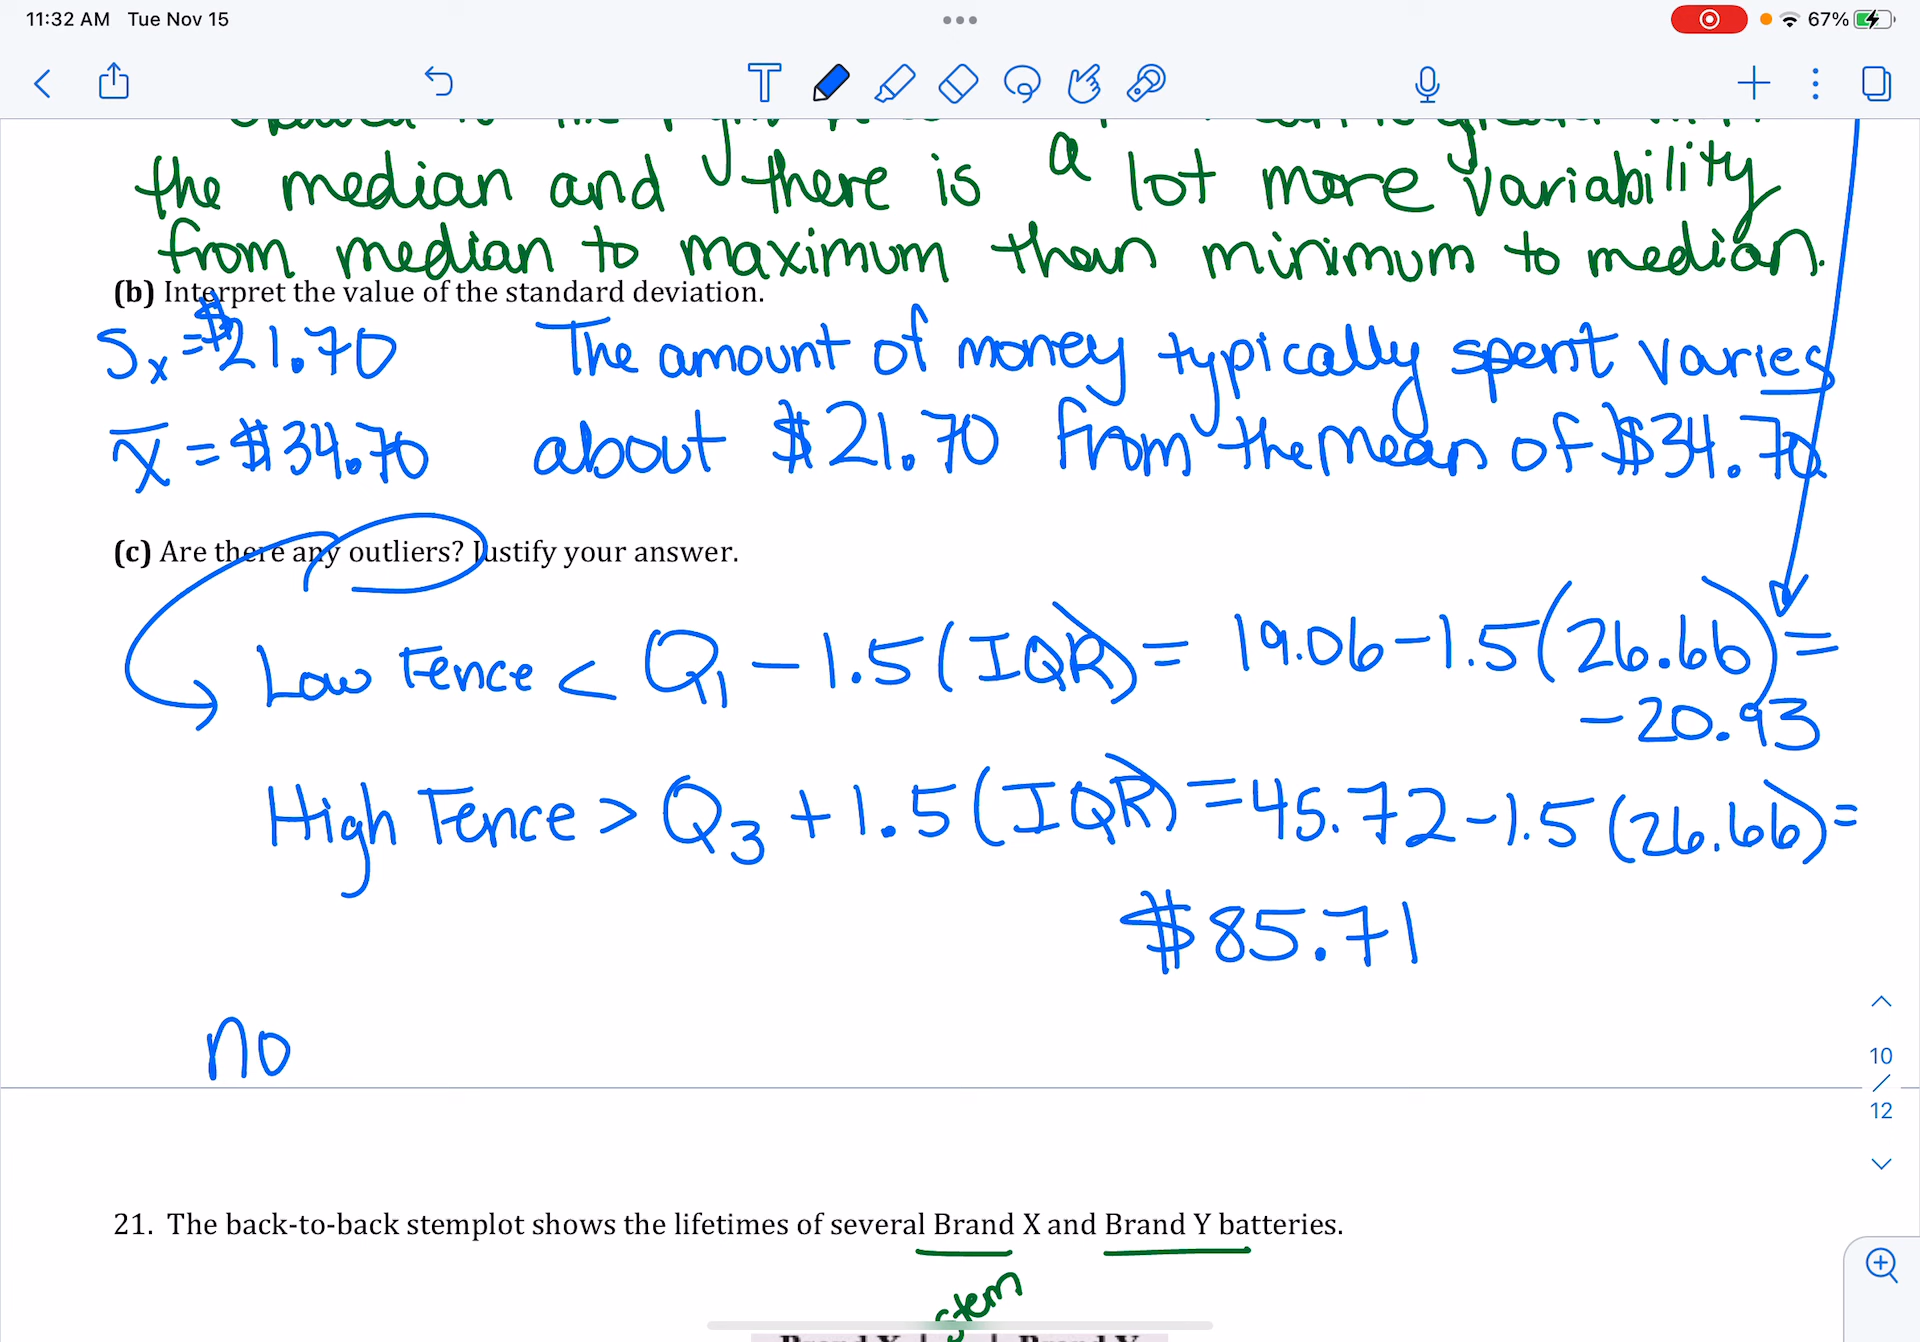 11:32 AM Tue Nov 15
67%
the median and there is a lot more variability
from median to maximum than minimum to median.
(b) Interpret the value of the standard deviation.
Sx = $21.70 The amount of money typically spent varies
x̅ = $34.70 about $21.70 from the mean of $34.70
(c) Are there any outliers? Justify your answer.
Low Fence < Q1 - 1.5 (IQR) = 19.06 - 1.5 (26.66) =
- 20.93
High Fence > Q3 + 1.5 (IQR) = 45.72 - 1.5 (26.66) =
$85.71
no
10
/
12
21. The back-to-back stemplot shows the lifetimes of several Brand X and Brand Y batteries.
stem
Brand X Brand Y